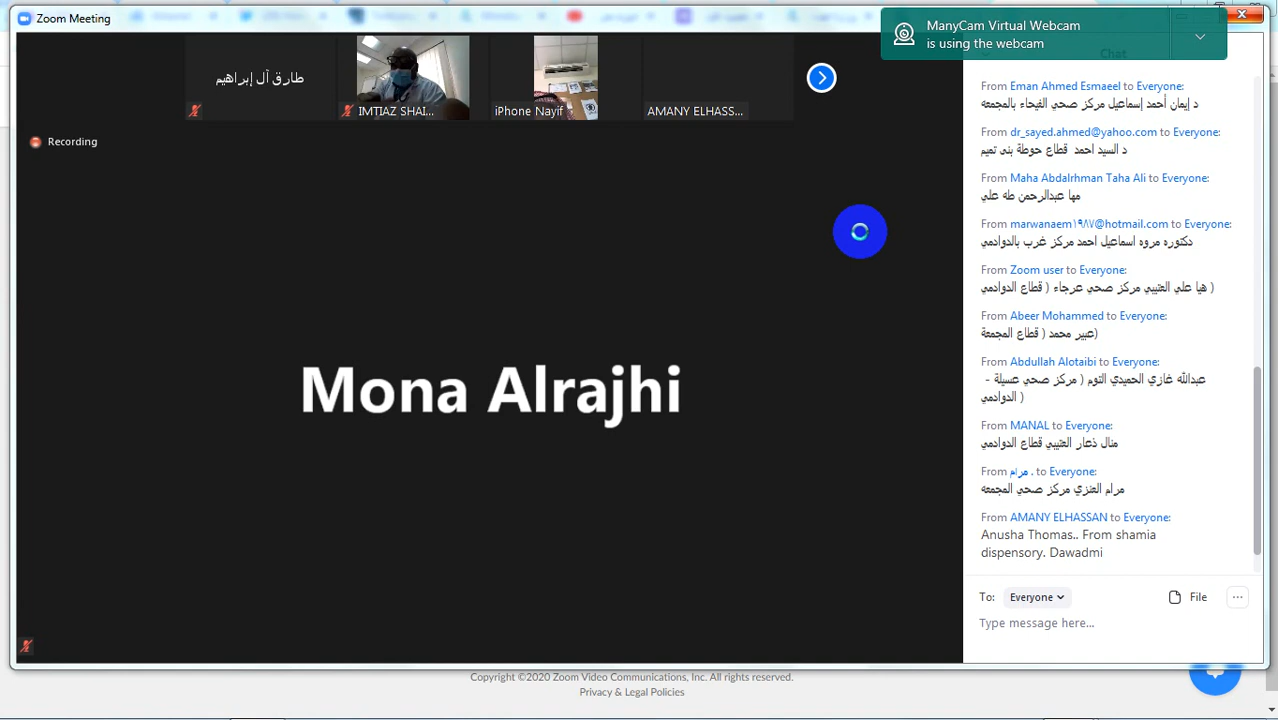 Zoom Meeting
ManyCam Virtual Webcam
is using the webcam
Chat
طارق آل إبراهيم
IMTIAZ SHAI...
iPhone Nayif
AMANY ELHASS...
Recording
Mona Alrajhi
From Eman Ahmed Esmaeel to Everyone:
د إيمان أحمد إسماعيل مركز صحي الفيحاء بالمجمعة
From dr_sayed.ahmed@yahoo.com to Everyone:
د السيد احمد قطاع حوطة بنى تميم
From Maha Abdalrhman Taha Ali to Everyone:
مها عبدالرحمن طه علي
From marwanaem١٩٨٧@hotmail.com to Everyone:
دكتوره مروه اسماعيل احمد مركز غرب بالدوادمي
From Zoom user to Everyone:
هيا علي العتيبي مركز صحي عرجاء ( قطاع الدوادمي (
From Abeer Mohammed to Everyone:
عبير محمد ( قطاع المجمعة)
From Abdullah Alotaibi to Everyone:
عبدالله غازي الحميدي التوم ( مركز صحي عسيلة -
الدوادمي (
From MANAL to Everyone:
منال ذعار العتيبي قطاع الدوادمي
From مرام . to Everyone:
مرام العنزي مركز صحي المجمعه
From AMANY ELHASSAN to Everyone:
Anusha Thomas.. From shamia
dispensory. Dawadmi
To: Everyone File
Type message here...
Copyright ©2020 Zoom Video Communications, Inc. All rights reserved.
Privacy & Legal Policies